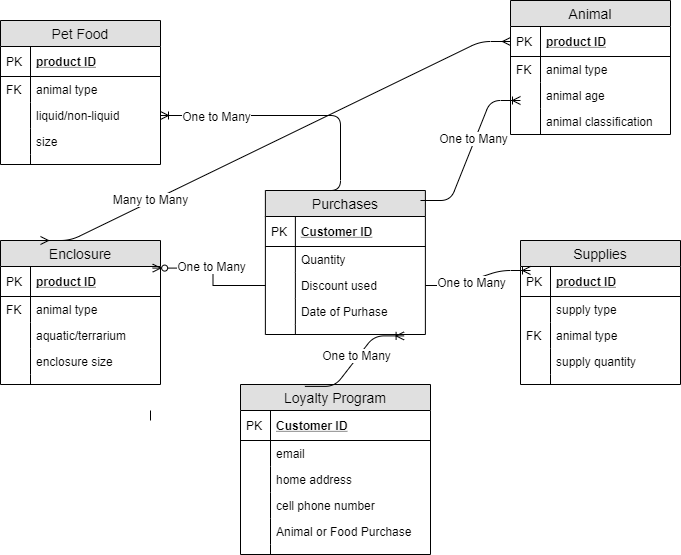 Animal
PK product ID
FK animal type
animal age
animal classification
Pet Food
PK product ID
FK animal type
liquid/non-liquid
size
One to Many
One to Many
Many to Many
Purchases
PK Customer ID
Quantity
Discount used
Date of Purhase
Enclosure
PK product ID
FK animal type
aquatic/terrarium
enclosure size
One to Many
One to Many
Supplies
PK product ID
supply type
FK animal type
supply quantity
One to Many
Loyalty Program
PK Customer ID
email
home address
cell phone number
Animal or Food Purchase